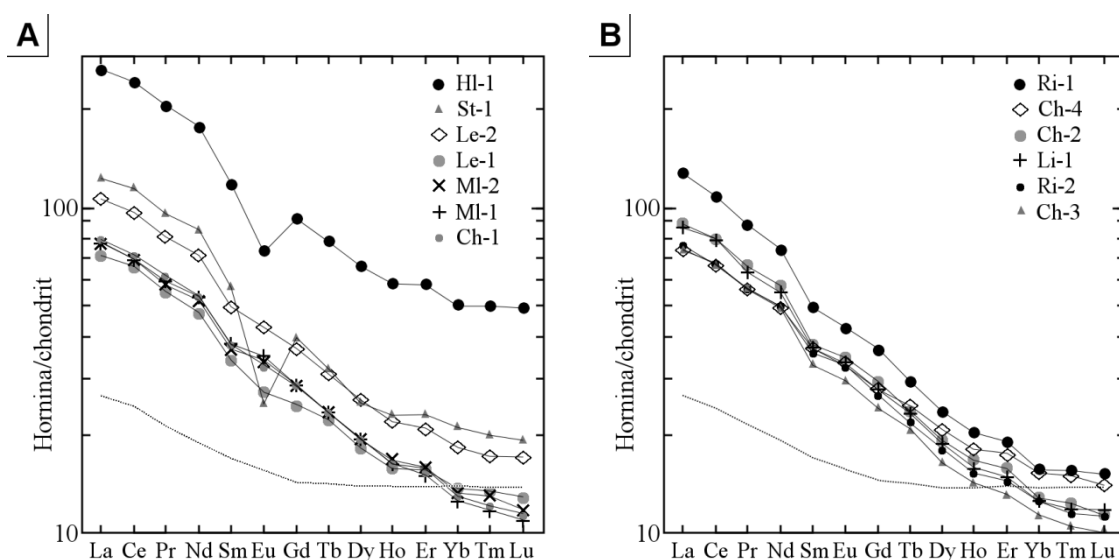 A
Hl-1
St-1
Le-2
Le-1
Ml-2
Ml-1
Ch-1
100
10
Hornina/chondrit
La Ce Pr Nd Sm Eu Gd Tb Dy Ho Er Yb Tm Lu
B
Ri-1
Ch-4
Ch-2
Li-1
Ri-2
Ch-3
100
10
Hornina/chondrit
La Ce Pr Nd Sm Eu Gd Tb Dy Ho Er Yb Tm Lu